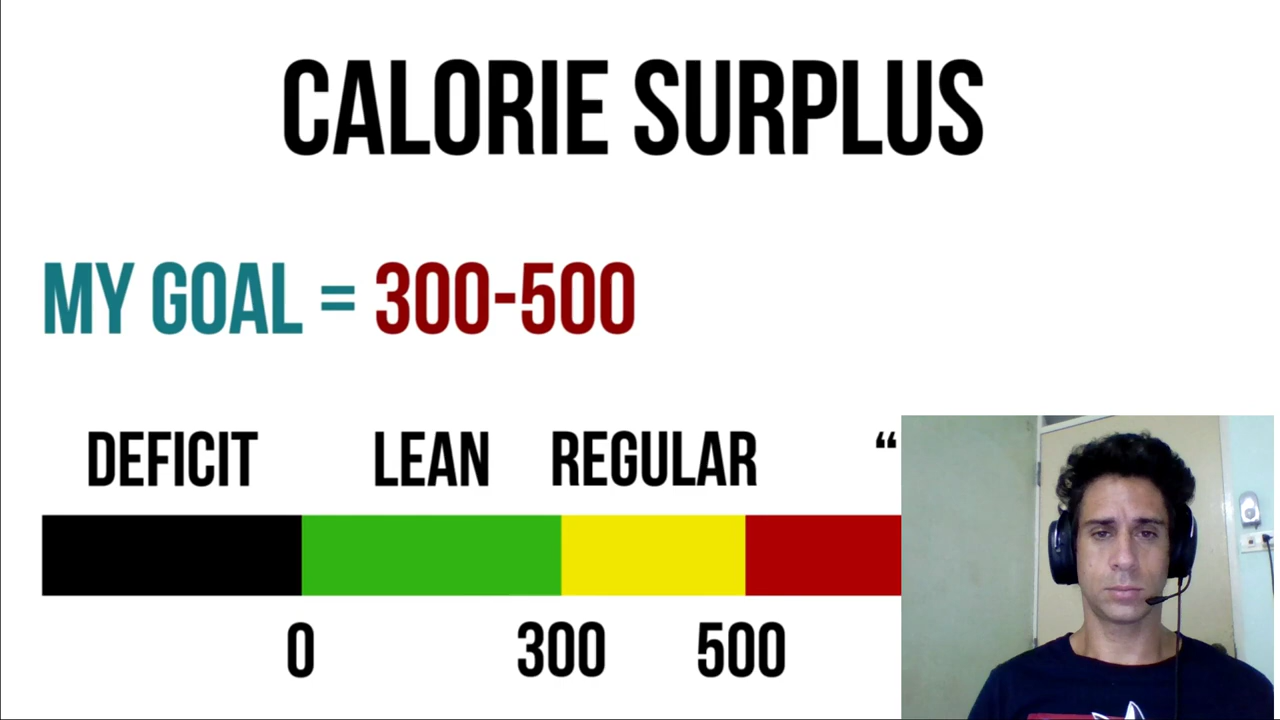 CALORIE SURPLUS
MY GOAL = 300-500
DEFICIT LEAN REGULAR “
0 300 500